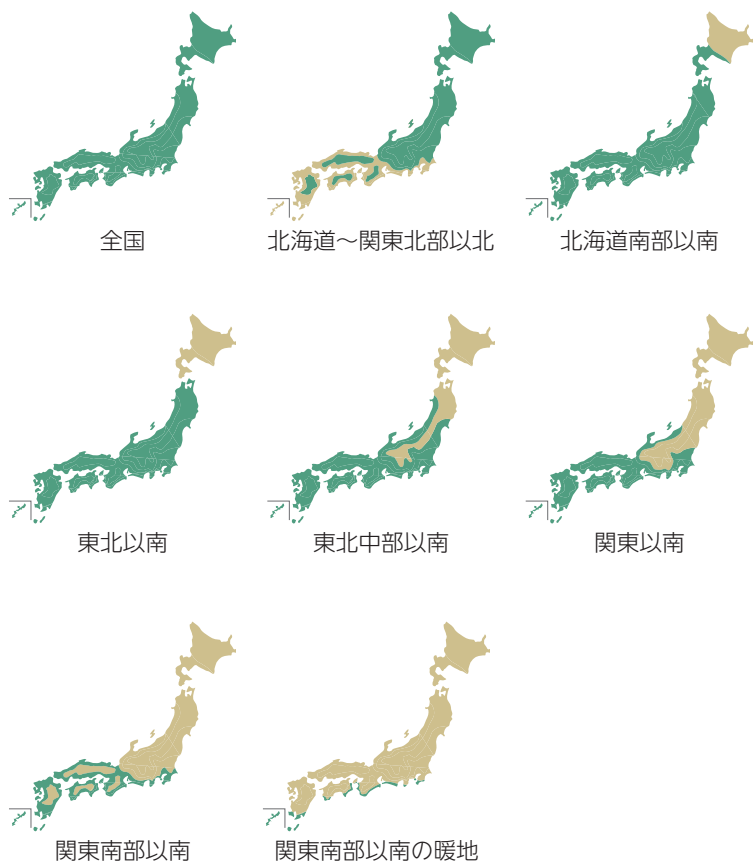 全国
北海道～関東北部以北
北海道南部以南
東北以南
東北中部以南
関東以南
関東南部以南
関東南部以南の暖地